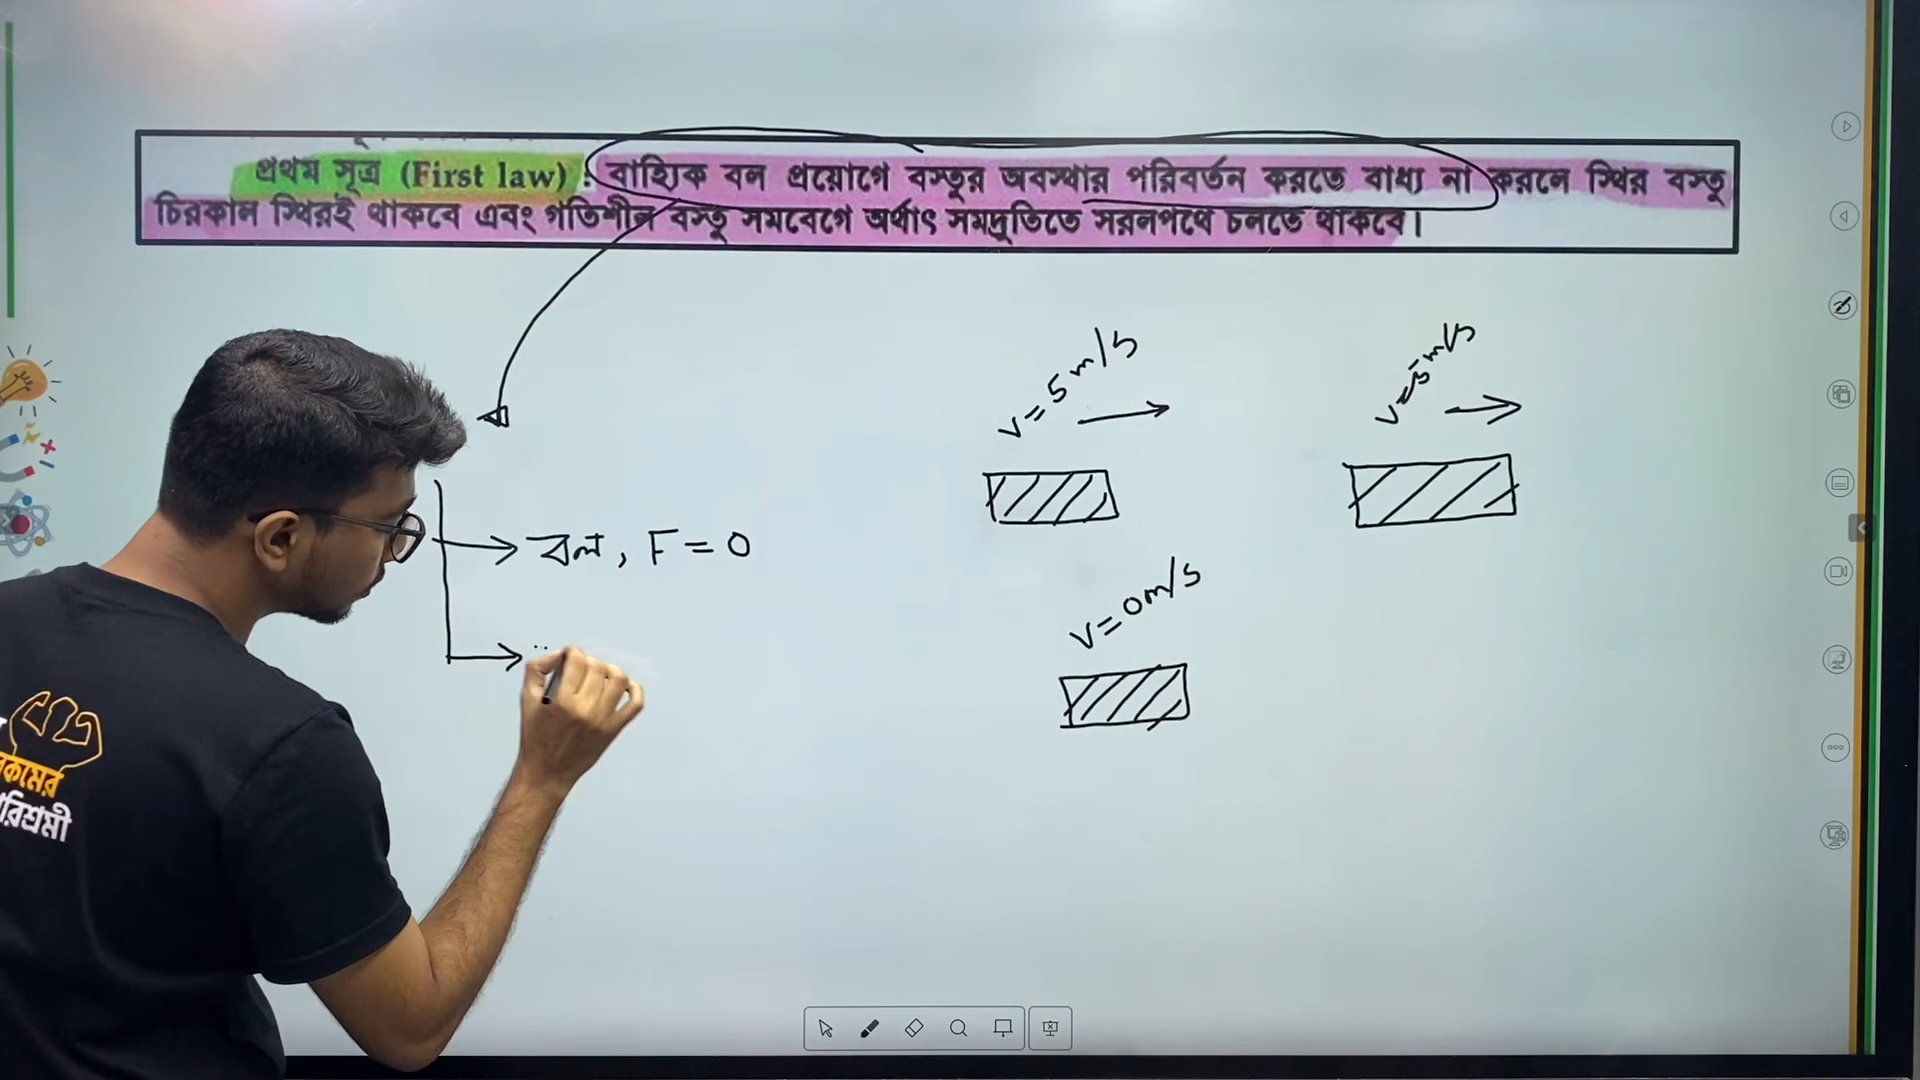 প্রথম সূত্র (First law) : বাহ্যিক বল প্রয়োগে বস্তুর অবস্থার পরিবর্তন করতে বাধ্য না করলে স্থির বস্তু
চিরকাল স্থিরই থাকবে এবং গতিশীল বস্তু সমবেগে অর্থাৎ সমদ্রুতিতে সরলপথে চলতে থাকবে।
v = 5 m/s
v = 5 m/s
বল, F = 0
v = 0 m/s
রিশ্রমী